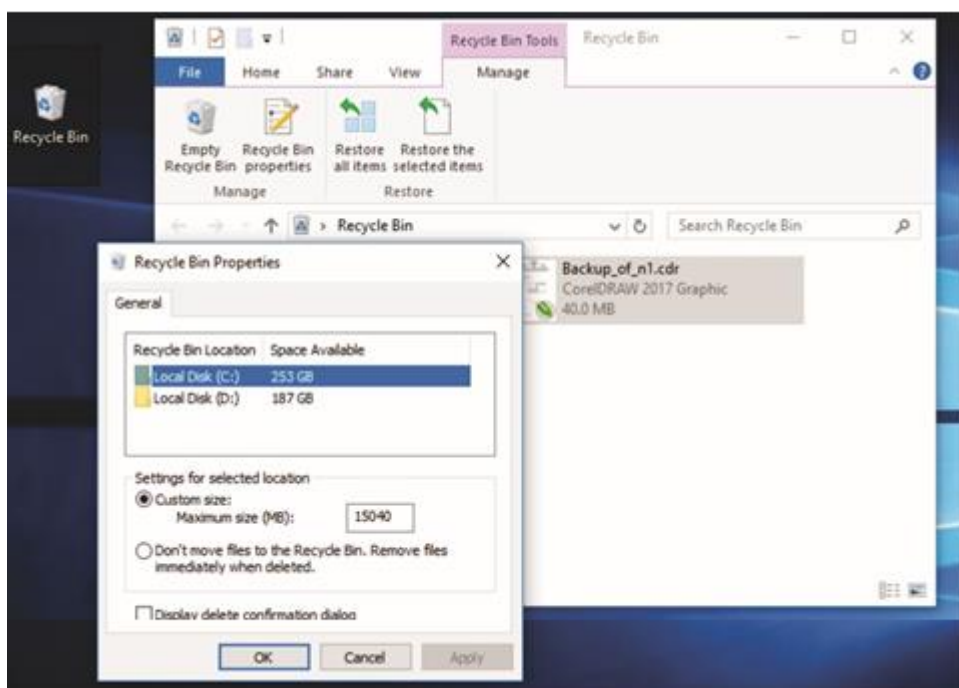 Recycle Bin
Recycle Bin Tools
Recycle Bin
File
Home
Share
View
Manage
Empty
Recycle Bin
Recycle Bin
properties
Restore
all items
Restore the
selected items
Manage
Restore
Recycle Bin
Search Recycle Bin
Backup_of_n1.cdr
CorelDRAW 2017 Graphic
40.0 MB
Recycle Bin Properties
General
Recycle Bin Location Space Available
Local Disk (C:) 253 GB
Local Disk (D:) 187 GB
Settings for selected location
Custom size:
Maximum size (MB): 15040
Don't move files to the Recycle Bin. Remove files
immediately when deleted.
Display delete confirmation dialog
OK
Cancel
Apply